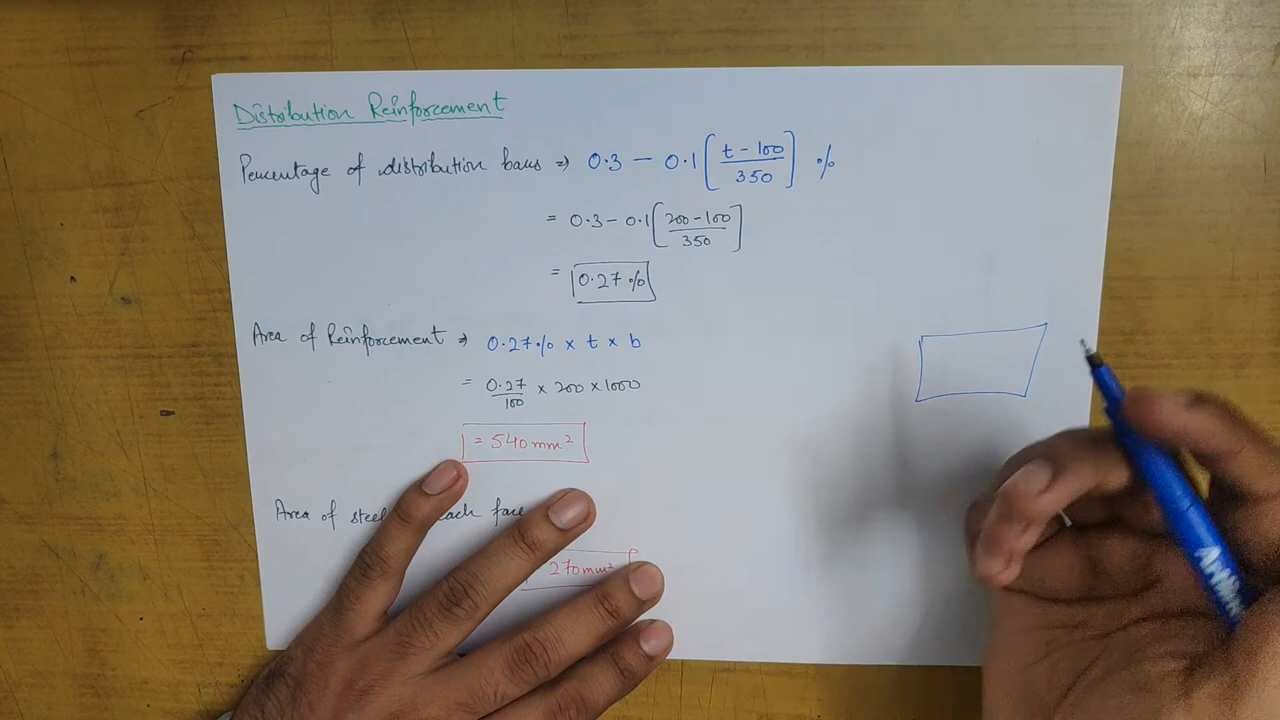 Distribution Reinforcement
Percentage of distribution bars ⇒ 0.3 - 0.1 [ t - 100 / 350 ] %
= 0.3 - 0.1 [ 200 - 100 / 350 ]
= 0.27 %
Area of Reinforcement ⇒ 0.27% x t x b
= 0.27 / 100 x 200 x 1000
= 540 mm²
Area of steel each face
270 mm²